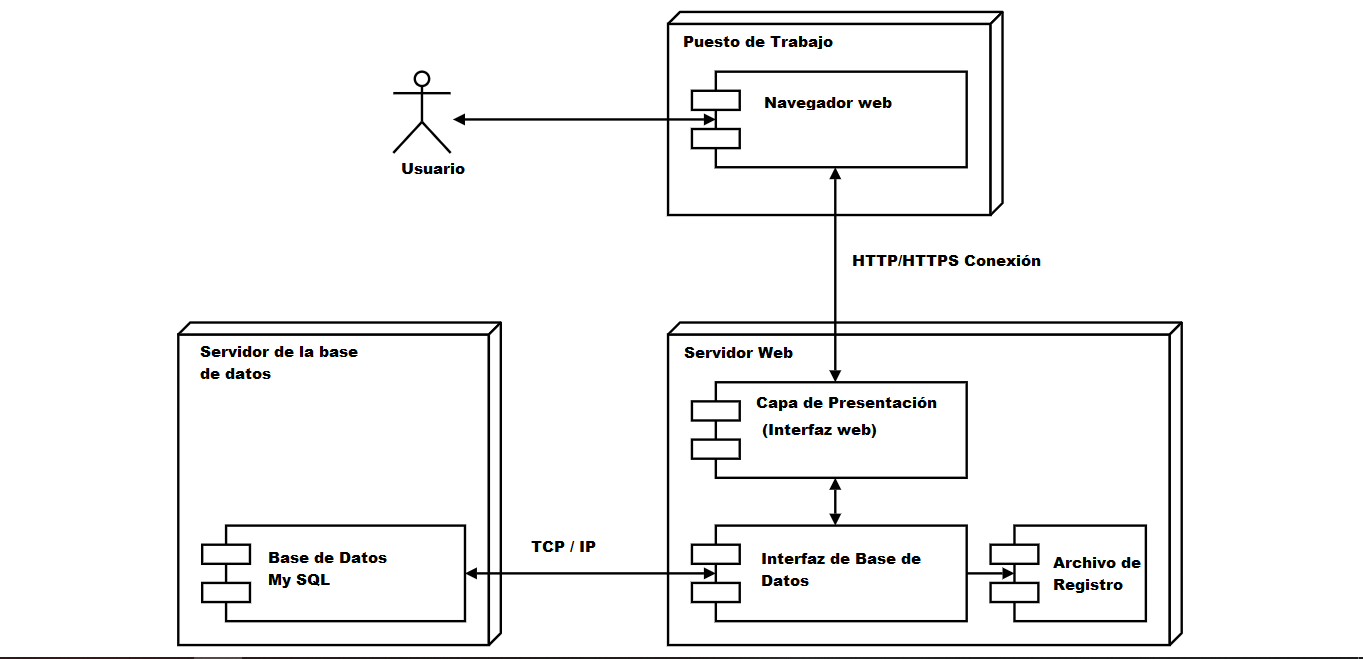 Puesto de Trabajo
Navegador web
Usuario
HTTP/HTTPS Conexión
Servidor de la base
de datos
Servidor Web
Capa de Presentación
(Interfaz web)
TCP / IP
Base de Datos
My SQL
Interfaz de Base de
Datos
Archivo de
Registro